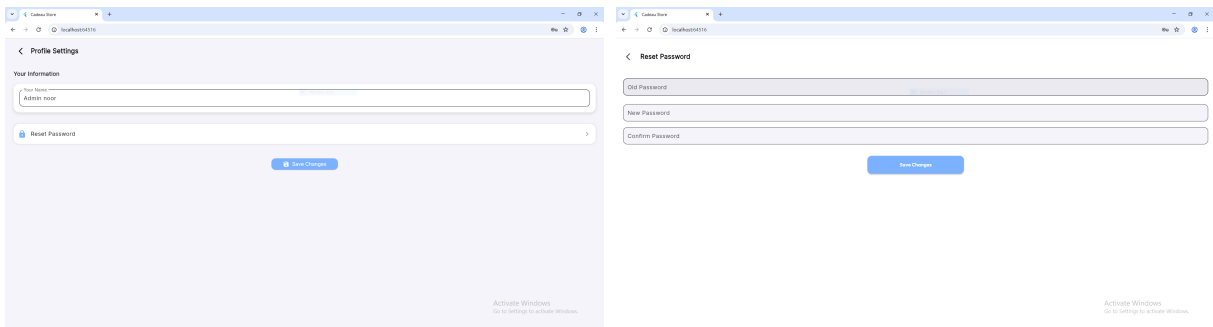 Cadeau Store
localhost:64516
Profile Settings
Your Information
Your Name
Admin noor
Reset Password
Save Changes
Activate Windows
Go to Settings to activate Windows.
Cadeau Store
localhost:64516
Reset Password
Old Password
New Password
Confirm Password
Save Changes
Activate Windows
Go to Settings to activate Windows.